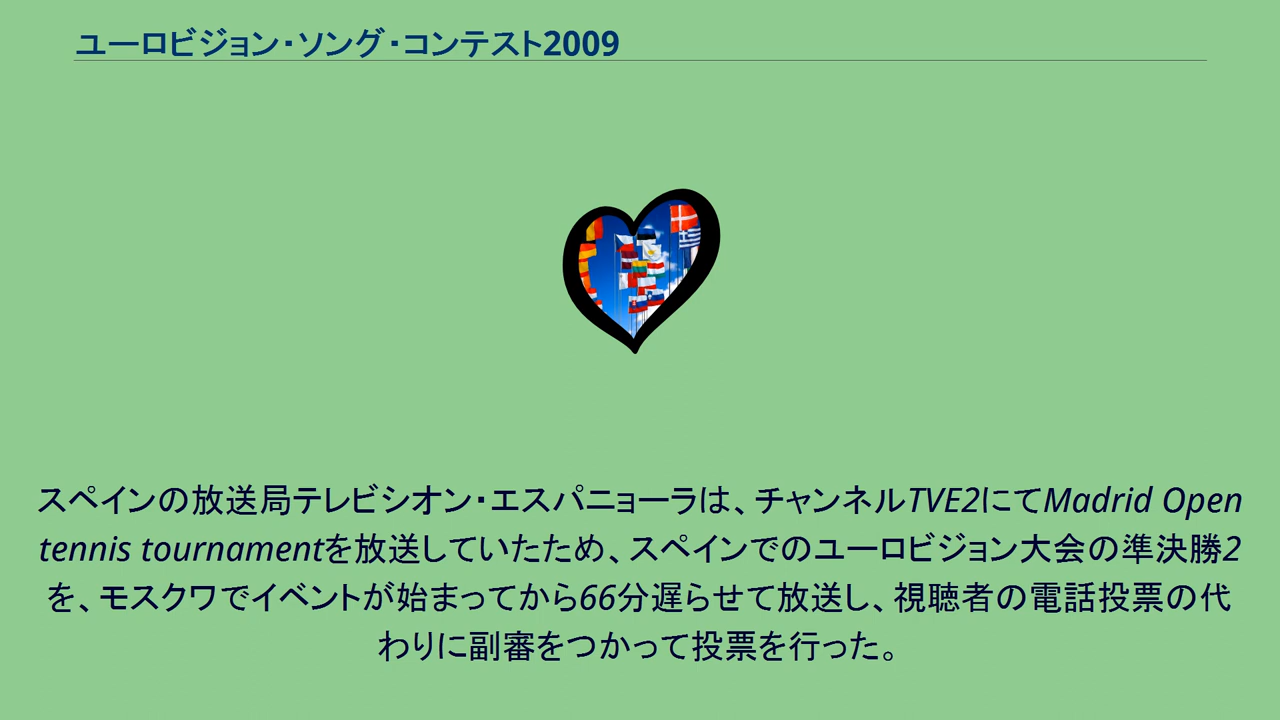 ユーロビジョン・ソング・コンテスト2009
スペインの放送局テレビシオン・エスパニョーラは、チャンネルTVE2にてMadrid Open
tennis tournamentを放送していたため、スペインでのユーロビジョン大会の準決勝2
を、モスクワでイベントが始まってから66分遅らせて放送し、視聴者の電話投票の代
わりに副審をつかって投票を行った。